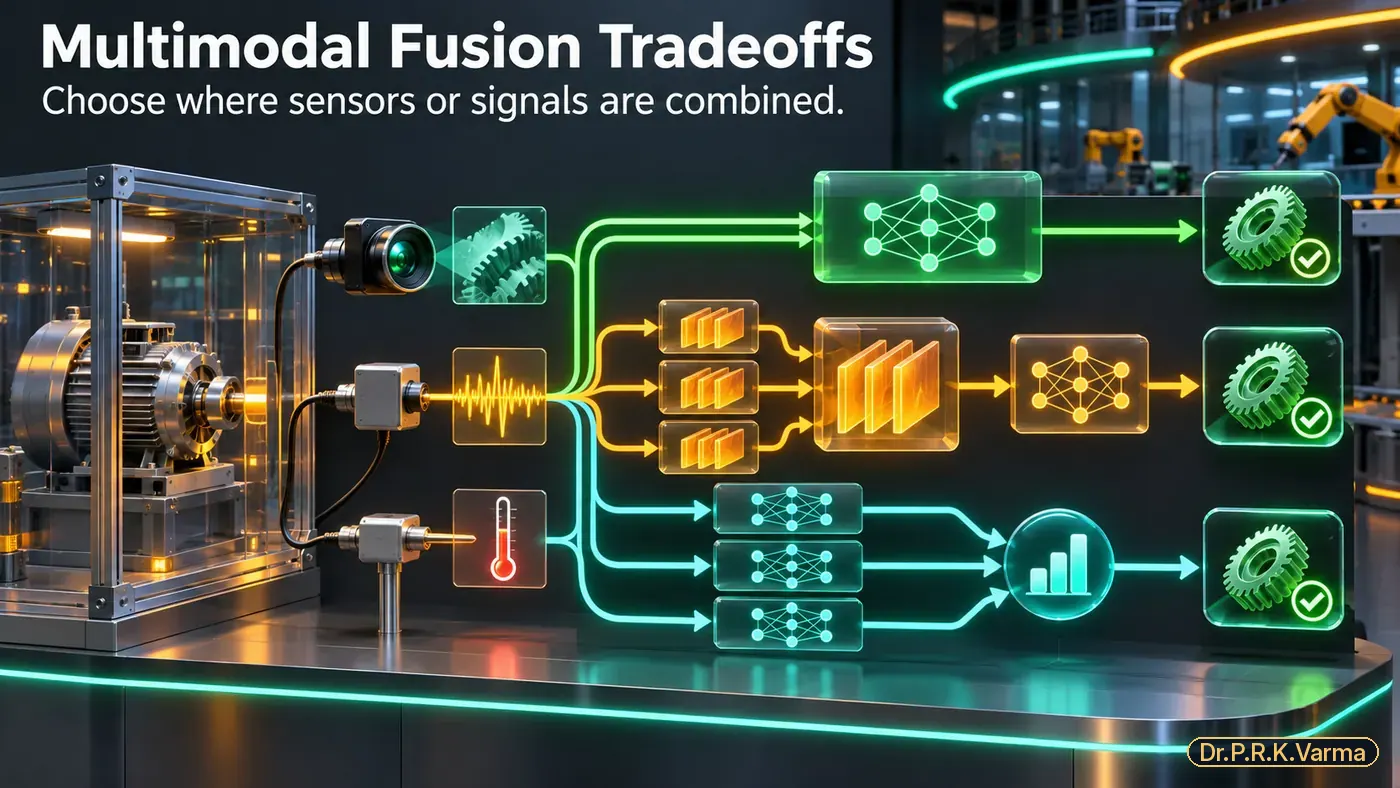 Multimodal Fusion Tradeoffs
Choose where sensors or signals are combined.
Dr.P.R.K.Varma